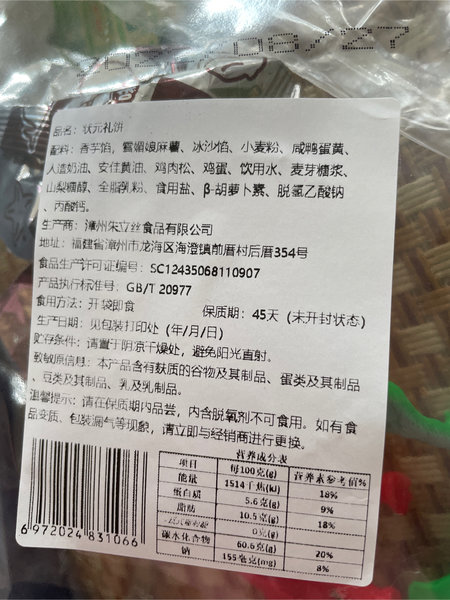 08/27
品名：状元礼饼
配料：香芋馅，雪媚娘麻薯、冰沙馅、小麦粉、咸鸭蛋黄、
人造奶油、安佳黄油、鸡肉松、鸡蛋、饮用水、麦芽糖浆、
山梨糖醇、全脂乳粉、食用盐、β-胡萝卜素、脱氢乙酸钠
、丙酸钙。
生产商：漳州朱立丝食品有限公司
地址：福建省漳州市龙海区海澄镇前厝村后厝354号
食品生产许可证编号：SC12435068110907
产品执行标准号：GB/T 20977
食用方法：开袋即食 保质期：45天（未开封状态）
生产日期：见包装打印处（年/月/日）
贮存条件：请置于阴凉干燥处，避免阳光直射。
致敏原信息：本产品含有麸质的谷物及其制品、蛋类及其制品
、豆类及其制品、乳及乳制品。
温馨提示：请在保质期内品尝，内含脱氧剂不可食用。如有食
品变质、包装漏气等现象，请立即与经销商进行更换。
营养成分表
项目 每100克(g) 营养素参考值%
能量 1514千焦(kJ) 18%
蛋白质 5.6克(g) 9%
脂肪 10.5克(g) 18%
0克(g)
碳水化合物 60.6克(g) 20%
钠 155毫克(mg) 8%
6 972024 831066